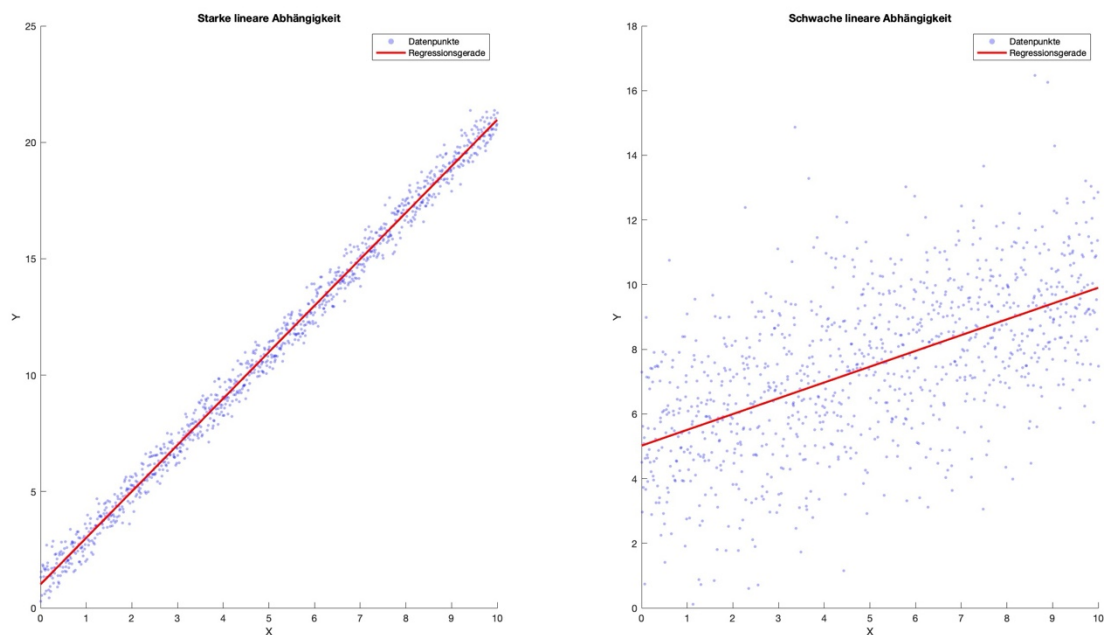 Starke lineare Abhängigkeit
Datenpunkte
Regressionsgerade
25
20
15
10
5
0
Y
0 1 2 3 4 5 6 7 8 9 10
X
Schwache lineare Abhängigkeit
Datenpunkte
Regressionsgerade
18
16
14
12
10
8
6
4
2
0
Y
0 1 2 3 4 5 6 7 8 9 10
X